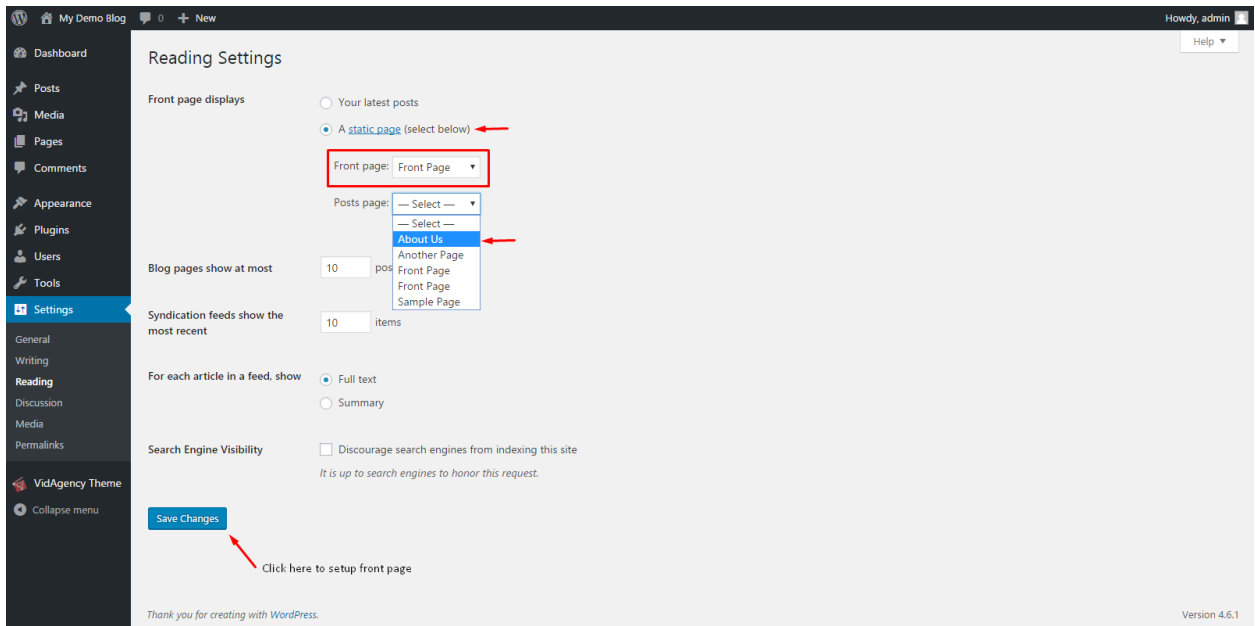 My Demo Blog 0 New Howdy, admin
Help
Dashboard
Posts
Media
Pages
Comments
Appearance
Plugins
Users
Tools
Settings
General
Writing
Reading
Discussion
Media
Permalinks
VidAgency Theme
Collapse menu
Reading Settings
Front page displays
Your latest posts
A static page (select below)
Front page: Front Page
Posts page: — Select —
— Select —
About Us
Another Page
Front Page
Front Page
Sample Page
Blog pages show at most 10 pos
Syndication feeds show the
most recent
10 items
For each article in a feed, show
Full text
Summary
Search Engine Visibility
Discourage search engines from indexing this site
It is up to search engines to honor this request.
Save Changes
Click here to setup front page
Thank you for creating with WordPress. Version 4.6.1